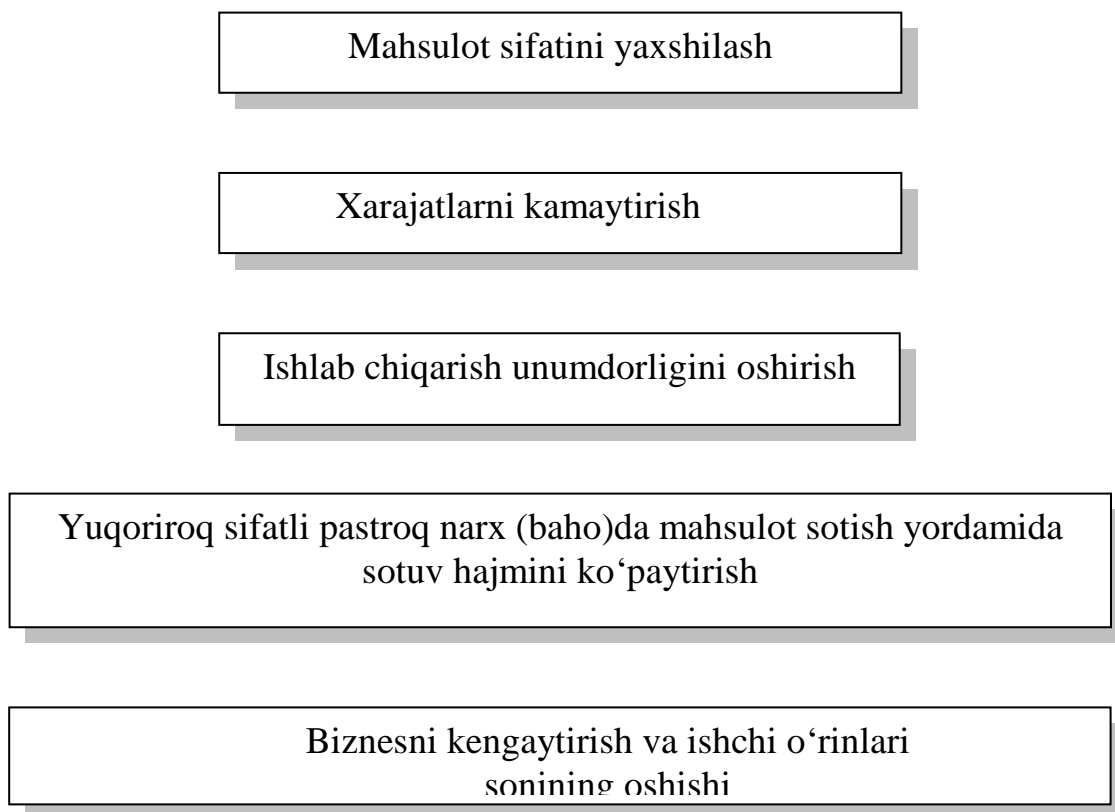 Mahsulot sifatini yaxshilash
Xarajatlarni kamaytirish
Ishlab chiqarish unumdorligini oshirish
Yuqoriroq sifatli pastroq narx (baho)da mahsulot sotish yordamida
sotuv hajmini ko‘paytirish
Biznesni kengaytirish va ishchi o‘rinlari
sonining oshishi